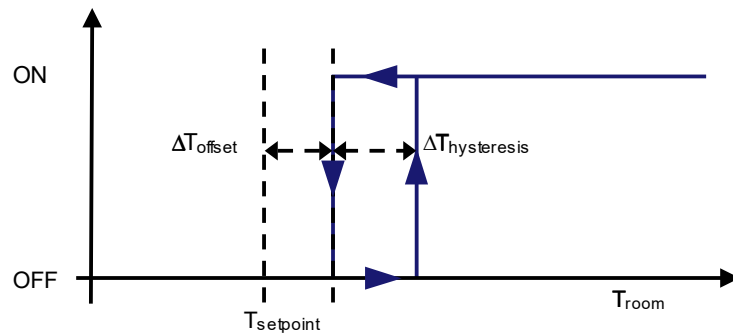 ON
ΔToffset
ΔThysteresis
OFF
Troom
Tsetpoint